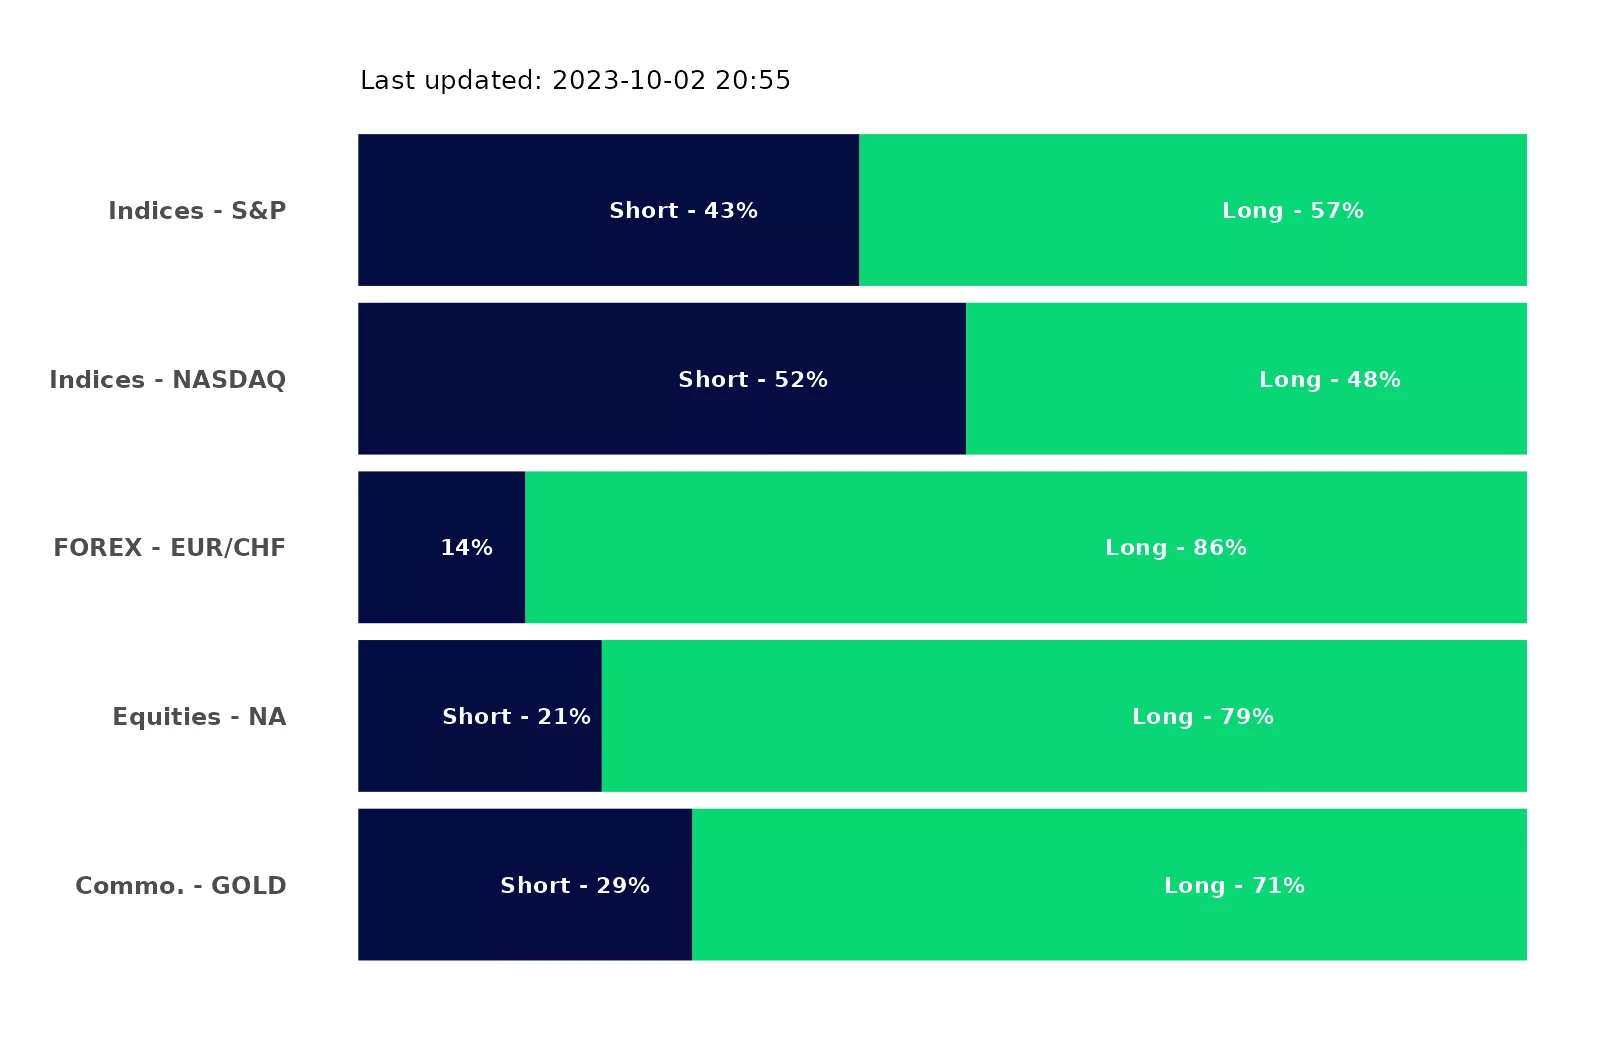 Last updated: 2023-10-02 20:55
Indices - S&P
Short - 43%
Long - 57%
Indices - NASDAQ
Short - 52%
Long - 48%
FOREX - EUR/CHF
14%
Long - 86%
Equities - NA
Short - 21%
Long - 79%
Commo. - GOLD
Short - 29%
Long - 71%